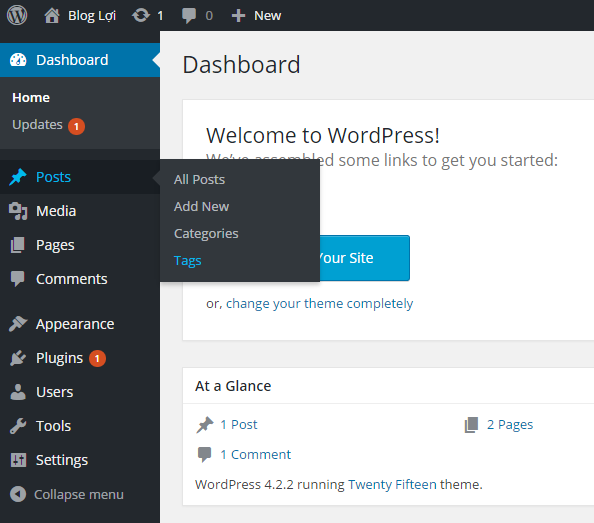 Blog Lợi 1 0 + New
Dashboard
Home
Updates 1
Posts
Media
Pages
Comments
Appearance
Plugins 1
Users
Tools
Settings
Collapse menu
All Posts
Add New
Categories
Tags
Dashboard
Welcome to WordPress!
We've assembled some links to get you started:
Your Site
or, change your theme completely
At a Glance
1 Post
2 Pages
1 Comment
WordPress 4.2.2 running Twenty Fifteen theme.